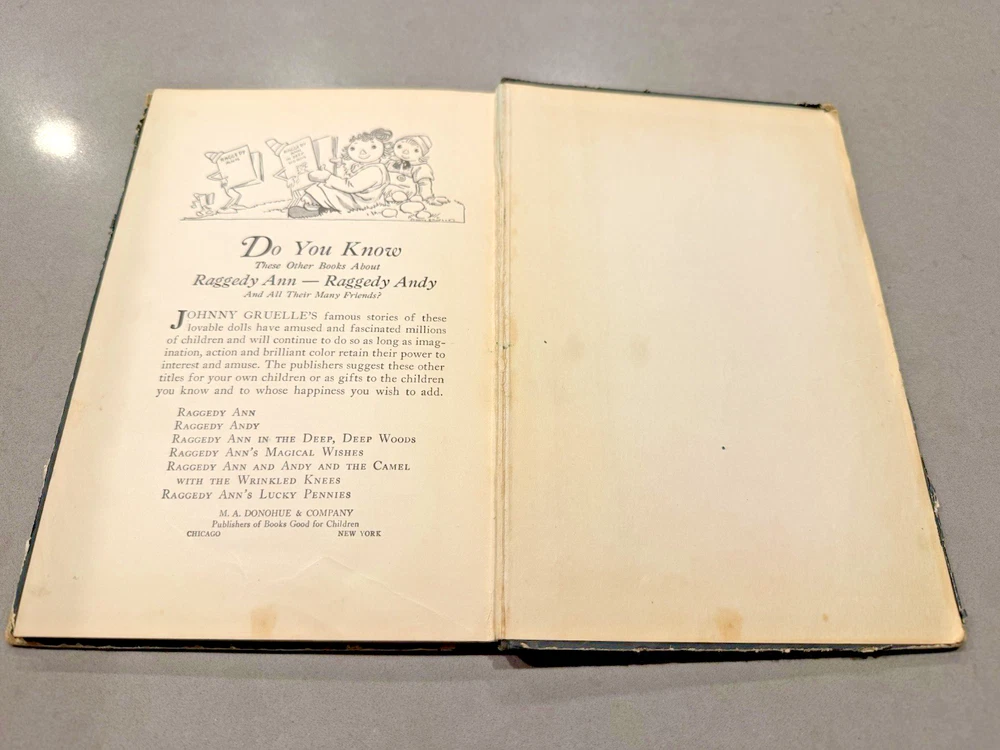 RAGGEDY
ANN
RAGGEDY
Do You Know
These Other Books About
Raggedy Ann — Raggedy Andy
And All Their Many Friends?
JOHNNY GRUELLE'S famous stories of these
lovable dolls have amused and fascinated millions
of children and will continue to do so as long as imag-
ination, action and brilliant color retain their power to
interest and amuse. The publishers suggest these other
titles for your own children or as gifts to the children
you know and to whose happiness you wish to add.
RAGGEDY ANN
RAGGEDY ANDY
RAGGEDY ANN IN THE DEEP, DEEP WOODS
RAGGEDY ANN'S MAGICAL WISHES
RAGGEDY ANN AND ANDY AND THE CAMEL
WITH THE WRINKLED KNEES
RAGGEDY ANN'S LUCKY PENNIES
M. A. DONOHUE & COMPANY
Publishers of Books Good for Children
CHICAGO NEW YORK